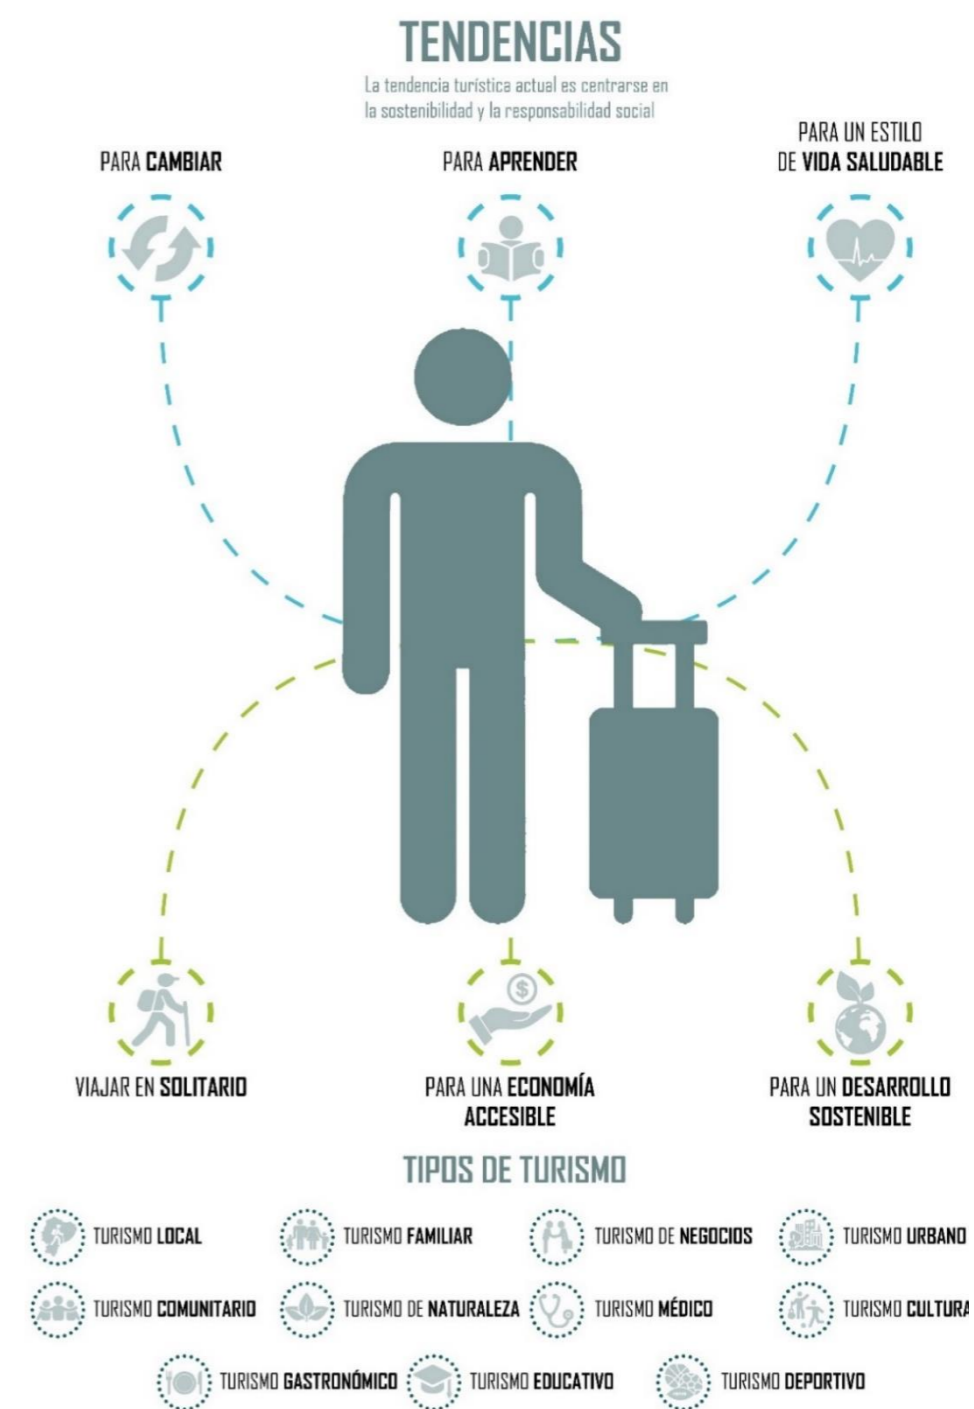 TENDENCIAS
La tendencia turística actual es centrarse en
la sostenibilidad y la responsabilidad social
PARA CAMBIAR
PARA APRENDER
PARA UN ESTILO
DE VIDA SALUDABLE
VIAJAR EN SOLITARIO
PARA UNA ECONOMÍA
ACCESIBLE
PARA UN DESARROLLO
SOSTENIBLE
TIPOS DE TURISMO
TURISMO LOCAL
TURISMO FAMILIAR
TURISMO DE NEGOCIOS
TURISMO URBANO
TURISMO COMUNITARIO
TURISMO DE NATURALEZA
TURISMO MÉDICO
TURISMO CULTURA
TURISMO GASTRONÓMICO
TURISMO EDUCATIVO
TURISMO DEPORTIVO